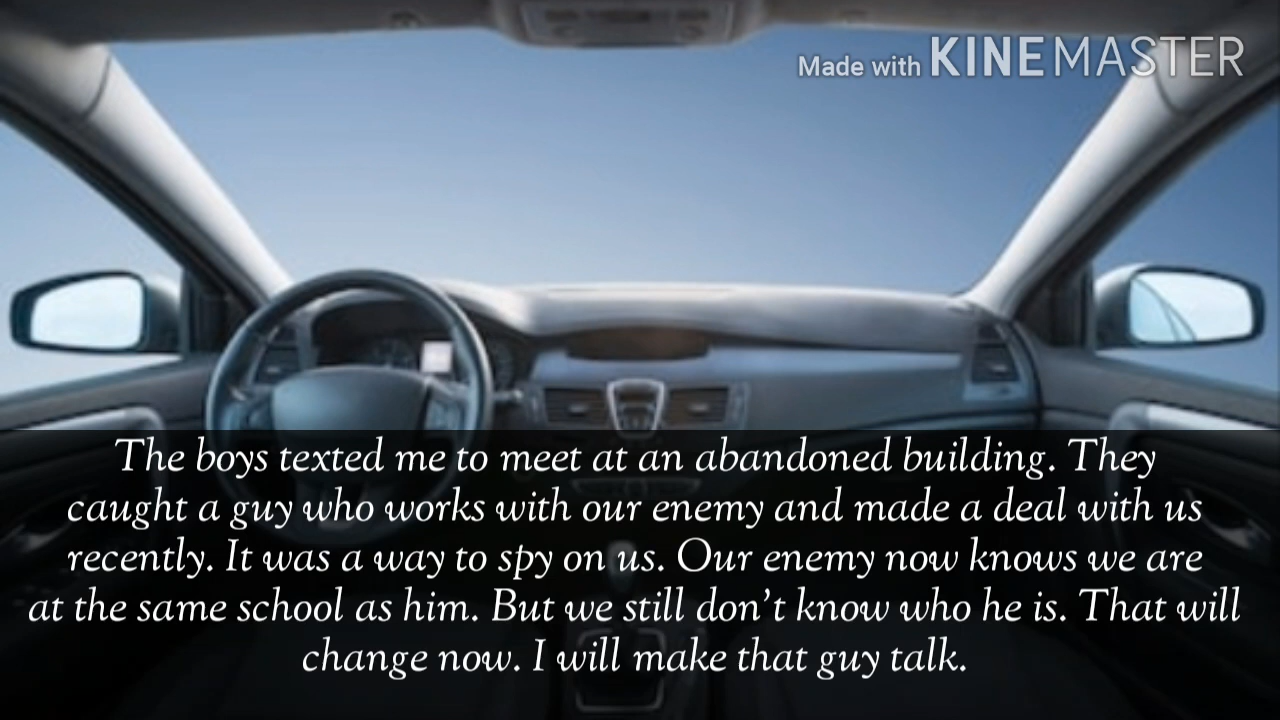 Made with KINEMASTER
The boys texted me to meet at an abandoned building. They
caught a guy who works with our enemy and made a deal with us
recently. It was a way to spy on us. Our enemy now knows we are
at the same school as him. But we still don't know who he is. That will
change now. I will make that guy talk.